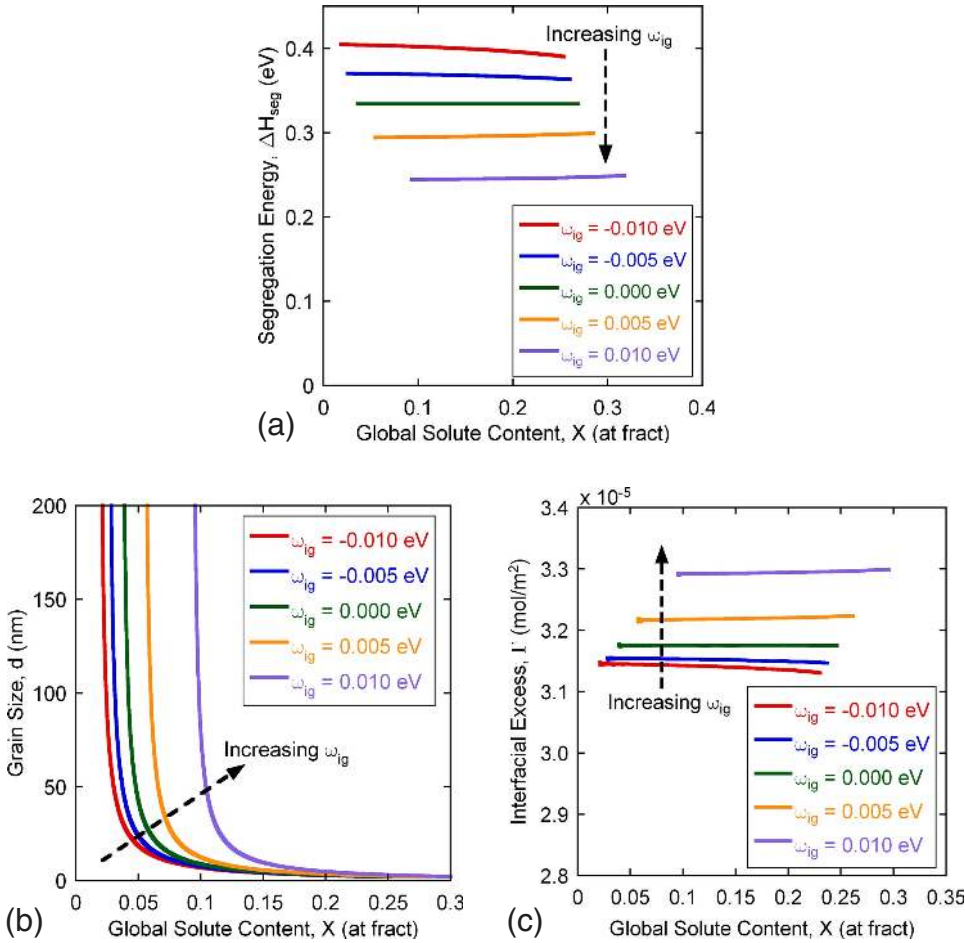 Increasing ω_ig
Segregation Energy, ΔH_seg (eV)
0.4
0.3
0.2
0.1
0
ω_ig = -0.010 eV
ω_ig = -0.005 eV
ω_ig = 0.000 eV
ω_ig = 0.005 eV
ω_ig = 0.010 eV
0 0.1 0.2 0.3 0.4
(a) Global Solute Content, X (at fract)
Grain Size, d (nm)
200
150
100
50
0
ω_ig = -0.010 eV
ω_ig = -0.005 eV
ω_ig = 0.000 eV
ω_ig = 0.005 eV
ω_ig = 0.010 eV
Increasing ω_ig
0 0.05 0.1 0.15 0.2 0.25 0.3
(b) Global Solute Content, X (at fract)
x 10⁻⁵
Interfacial Excess, Γ (mol/m²)
3.4
3.3
3.2
3.1
3.0
2.9
2.8
Increasing ω_ig
ω_ig = -0.010 eV
ω_ig = -0.005 eV
ω_ig = 0.000 eV
ω_ig = 0.005 eV
ω_ig = 0.010 eV
0 0.05 0.1 0.15 0.2 0.25 0.3 0.35
(c) Global Solute Content, X (at fract)